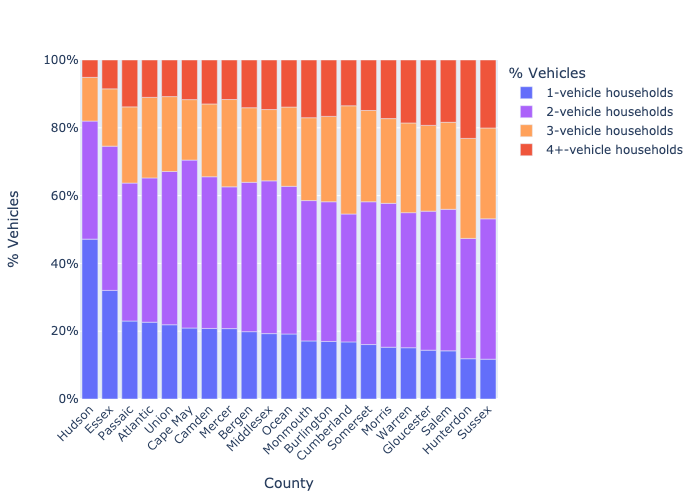 % Vehicles
1-vehicle households
2-vehicle households
3-vehicle households
4+-vehicle households
% Vehicles
100%
80%
60%
40%
20%
0%
Hudson
Essex
Passaic
Atlantic
Union
Cape May
Camden
Mercer
Bergen
Middlesex
Ocean
Monmouth
Burlington
Cumberland
Somerset
Morris
Warren
Gloucester
Salem
Hunterdon
Sussex
County